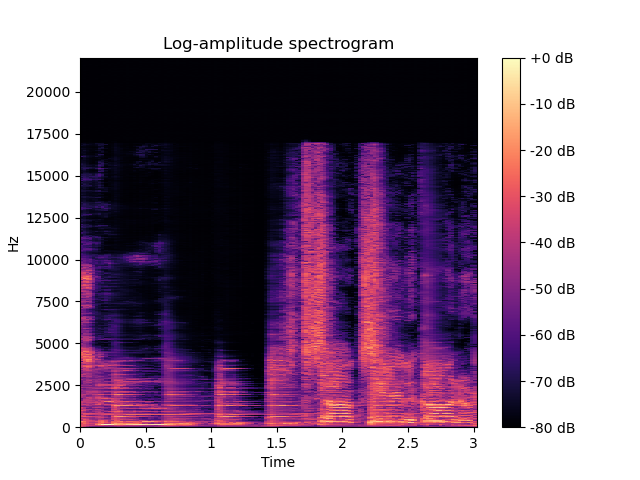 Log-amplitude spectrogram
+0 dB
20000
-10 dB
17500
-20 dB
15000
-30 dB
12500
Hz
-40 dB
10000
-50 dB
7500
-60 dB
5000
-70 dB
2500
0
-80 dB
0 0.5 1 1.5 2 2.5 3
Time